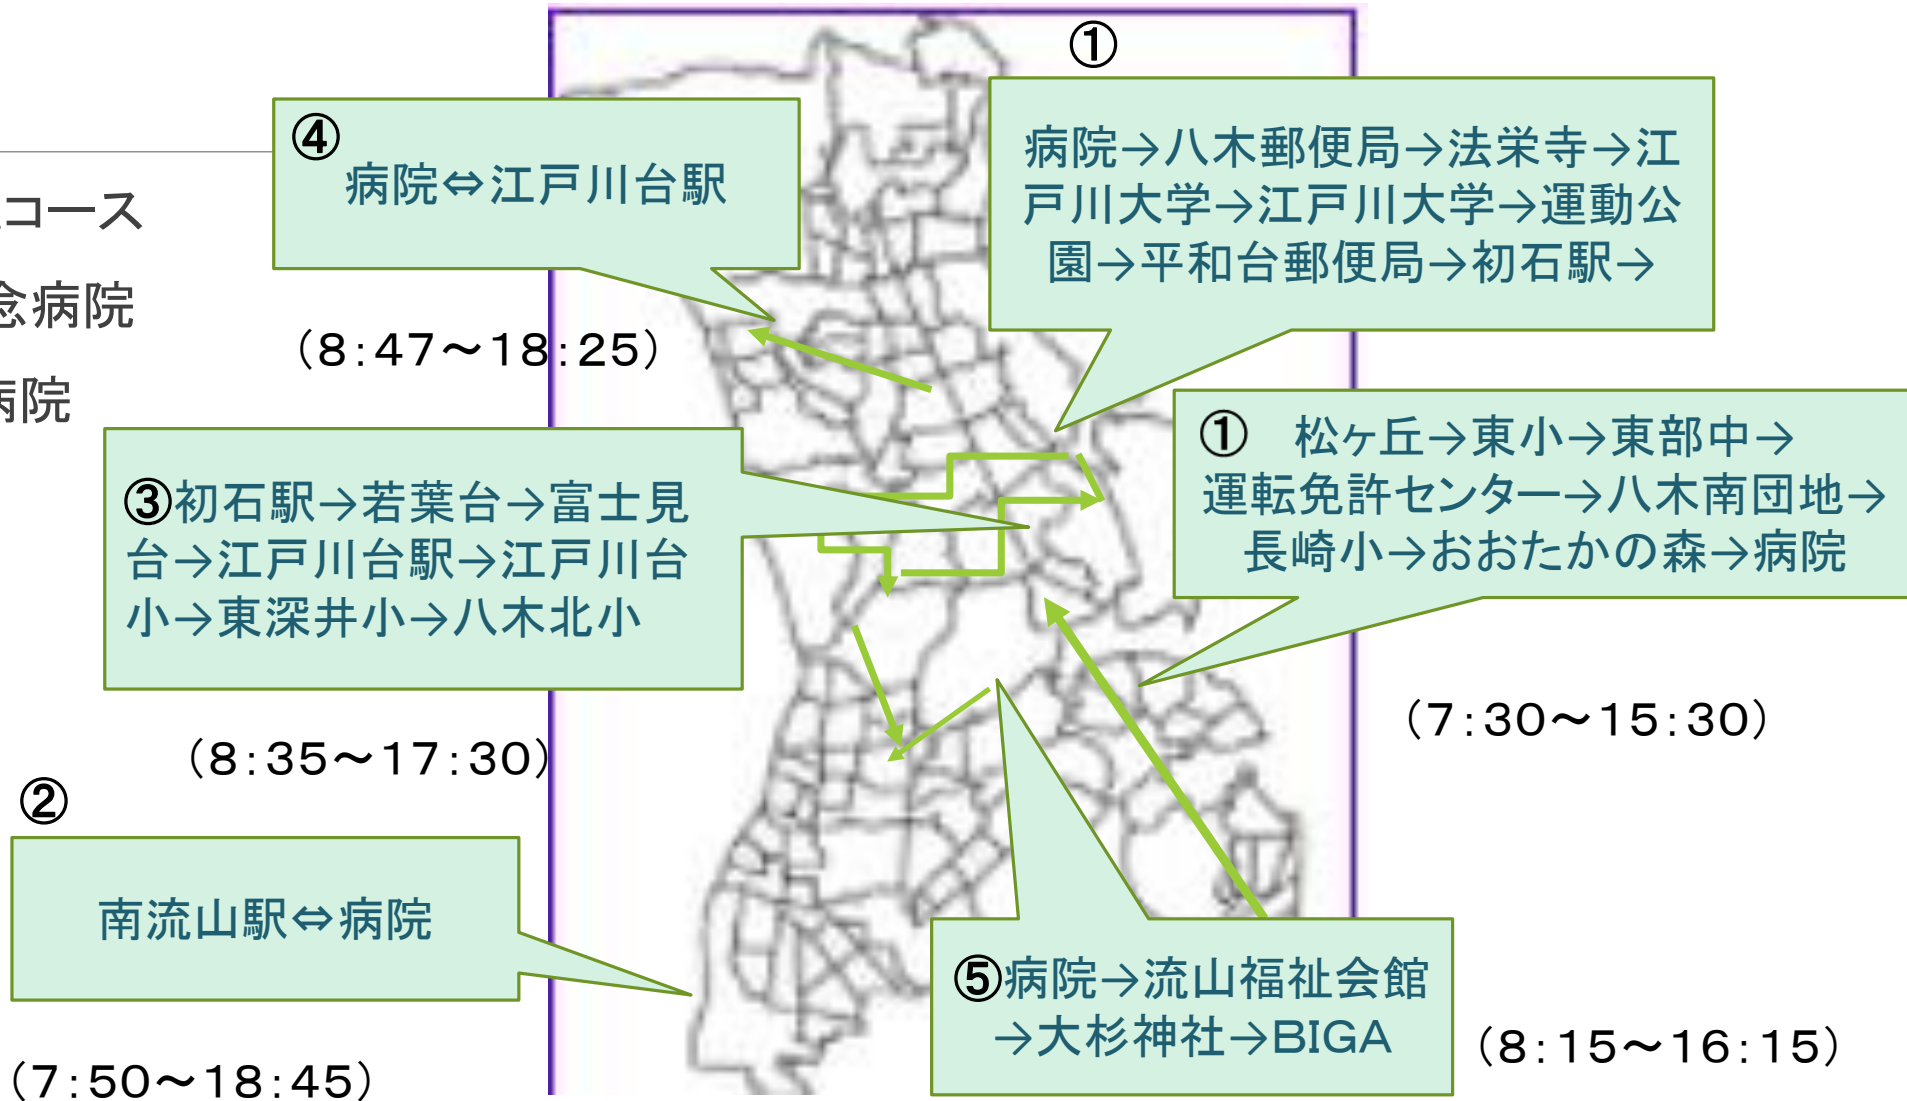 ①
④
病院⇔江戸川台駅
病院→八木郵便局→法栄寺→江
戸川大学→江戸川大学→運動公
園→平和台郵便局→初石駅→
コース
念病院
病院
(8:47～18:25)
① 松ヶ丘→東小→東部中→
運転免許センター→八木南団地→
長崎小→おおたかの森→病院
③初石駅→若葉台→富士見
台→江戸川台駅→江戸川台
小→東深井小→八木北小
(7:30～15:30)
(8:35～17:30)
②
南流山駅⇔病院
⑤病院→流山福祉会館
→大杉神社→BIGA
(8:15～16:15)
(7:50～18:45)